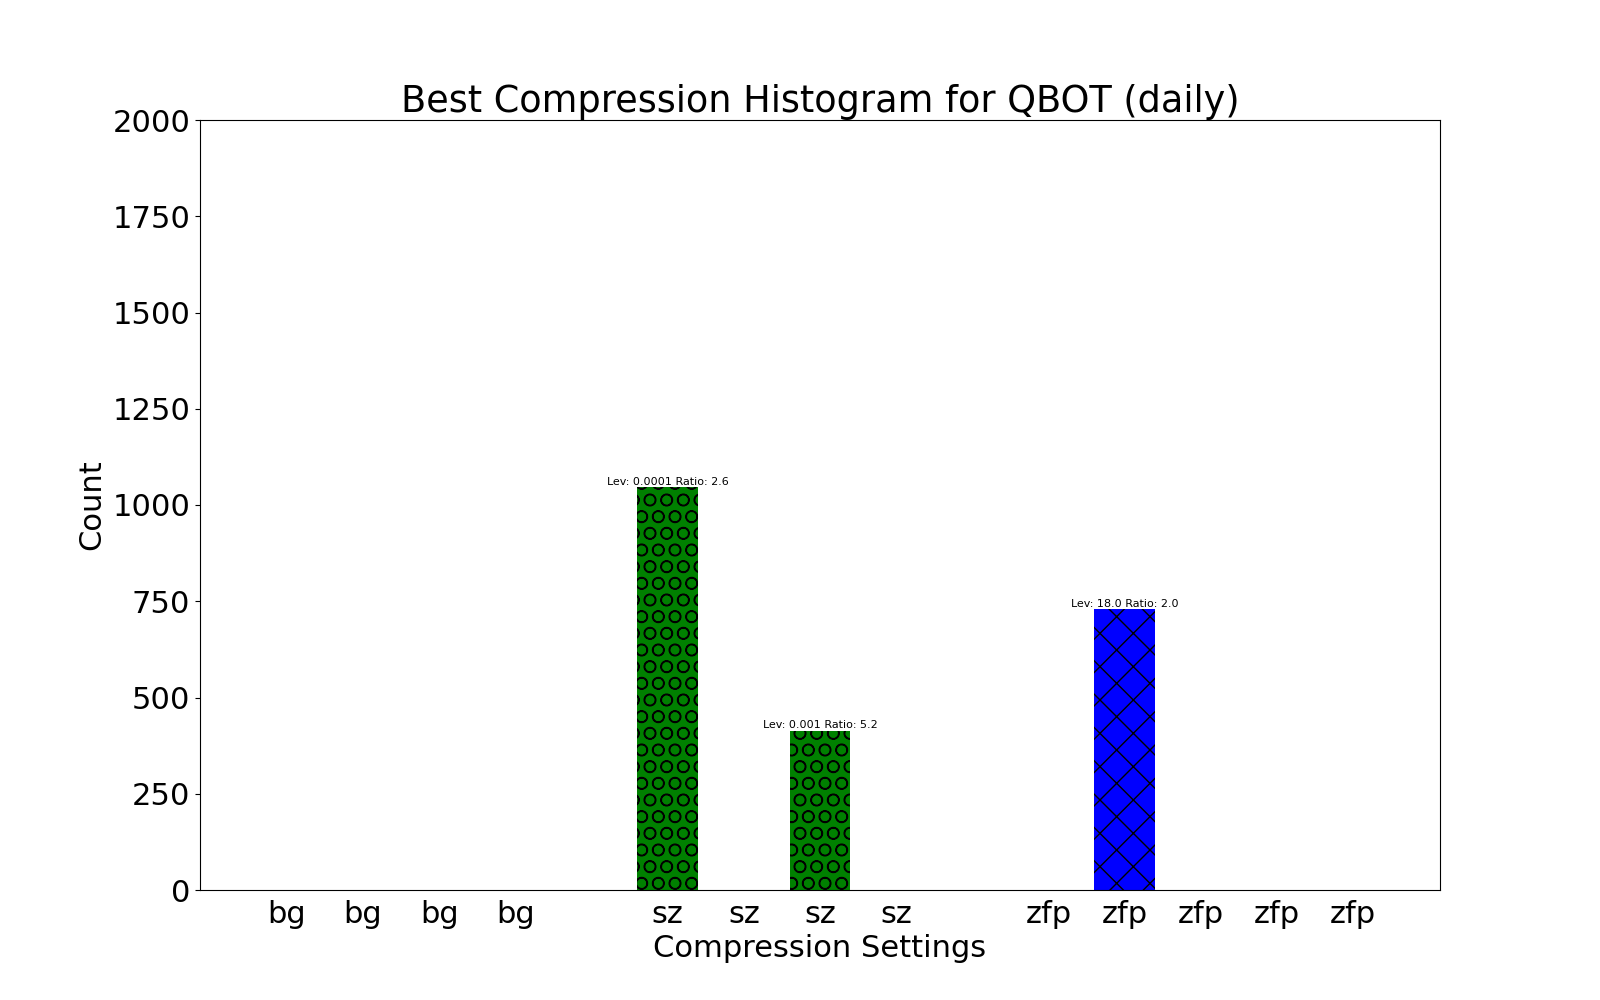 Best Compression Histogram for QBOT (daily)
2000
1750
1500
1250
1000
750
500
250
0
Count
Lev: 0.0001 Ratio: 2.6
Lev: 0.001 Ratio: 5.2
Lev: 18.0 Ratio: 2.0
bg bg bg bg sz sz sz sz zfp zfp zfp zfp zfp
Compression Settings